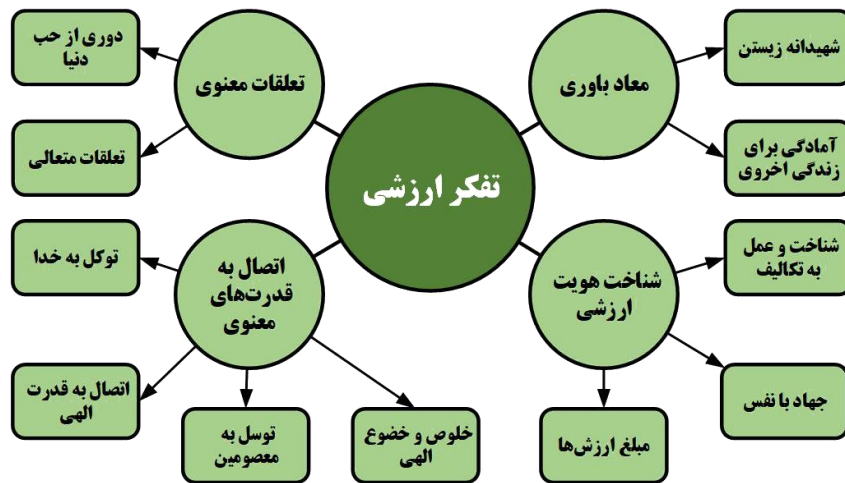 تفکر ارزشی
معاد باوری
شهیدانه زیستن
آمادگی برای
زندگی اخروی
شناخت هویت
ارزشی
شناخت و عمل
به تکالیف
جهاد با نفس
مبلغ ارزش‌ها
تعلقات معنوی
دوری از حب
دنیا
تعلقات متعالی
اتصال به
قدرت‌های
معنوی
توکل به خدا
اتصال به قدرت
الهی
توسل به
معصومین
خلوص و خضوع
الهی